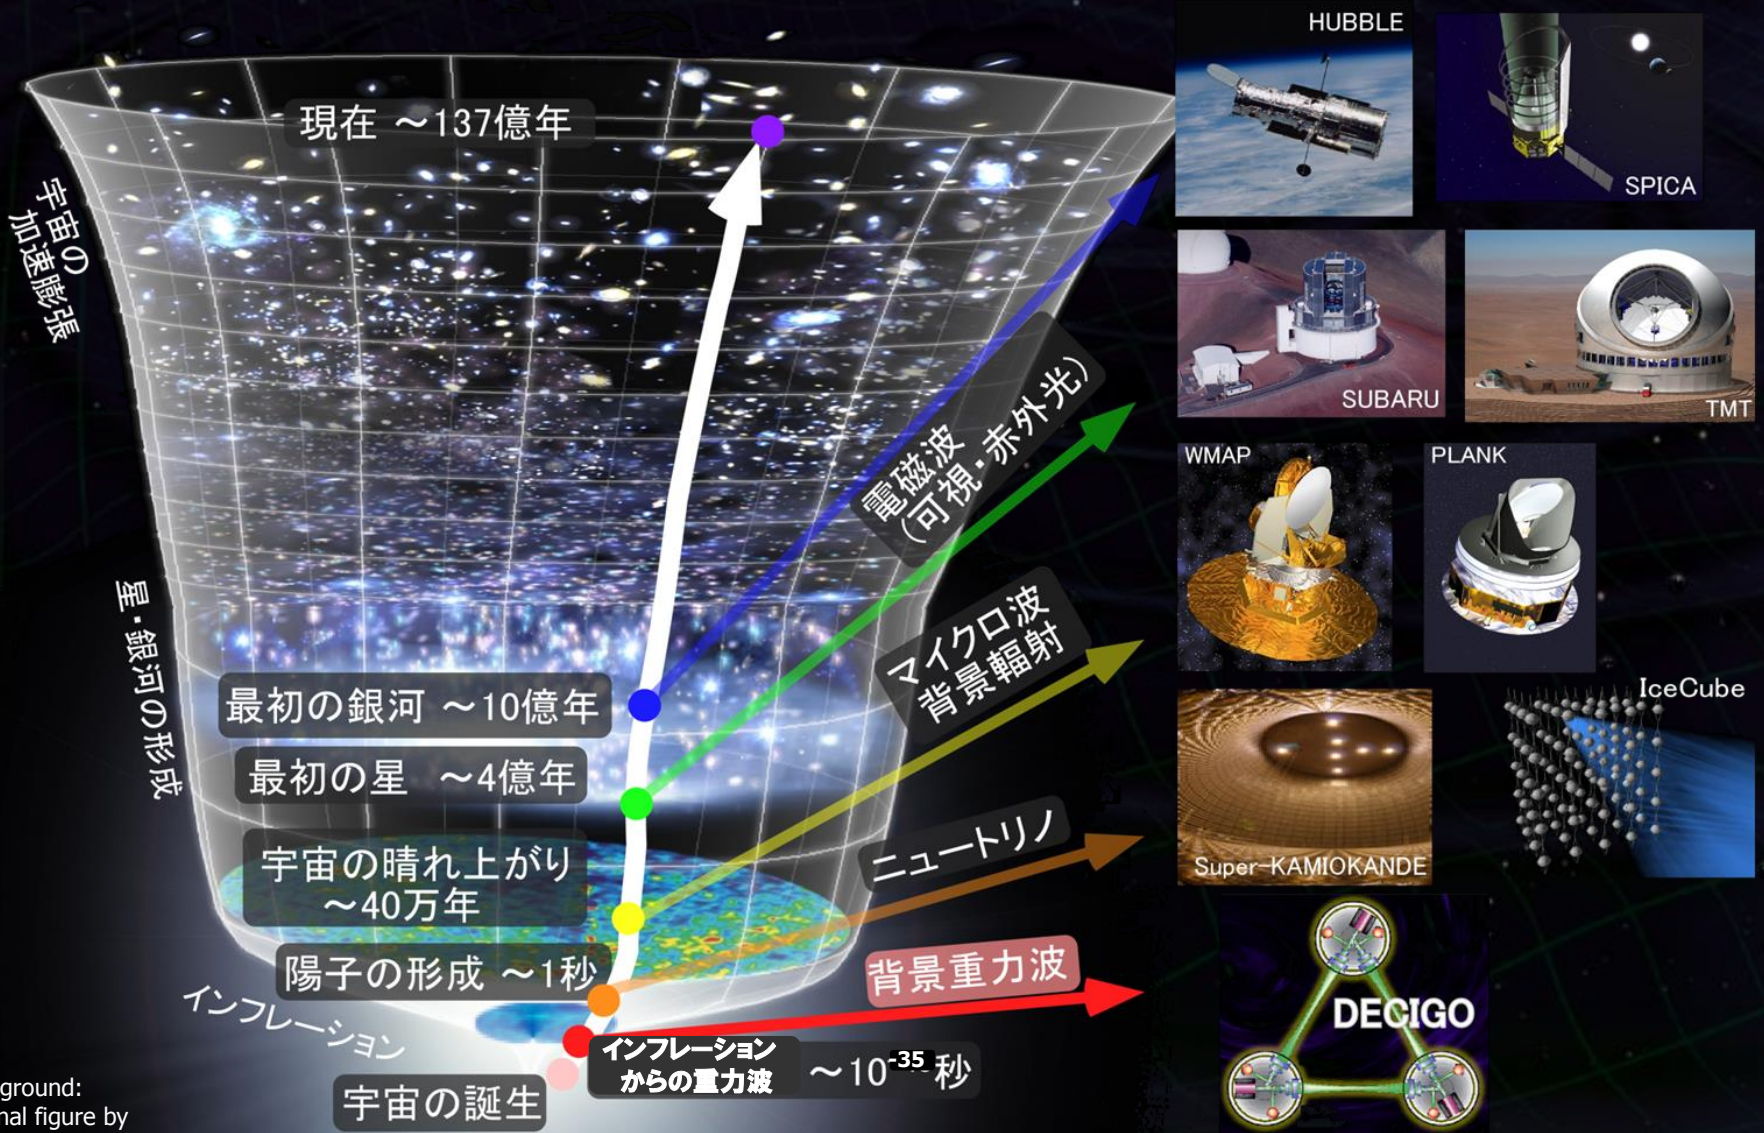 現在 ～137億年
宇宙の
加速膨張
星・銀河の形成
最初の銀河 ～10億年
最初の星 ～4億年
宇宙の晴れ上がり
～40万年
陽子の形成 ～1秒
インフレーション
インフレーション
からの重力波
～10-35秒
宇宙の誕生
電磁波
(可視・赤外光)
マイクロ波
背景輻射
ニュートリノ
背景重力波
HUBBLE
SPICA
SUBARU
TMT
WMAP
PLANK
Super-KAMIOKANDE
IceCube
DECIGO
ground:
nal figure by